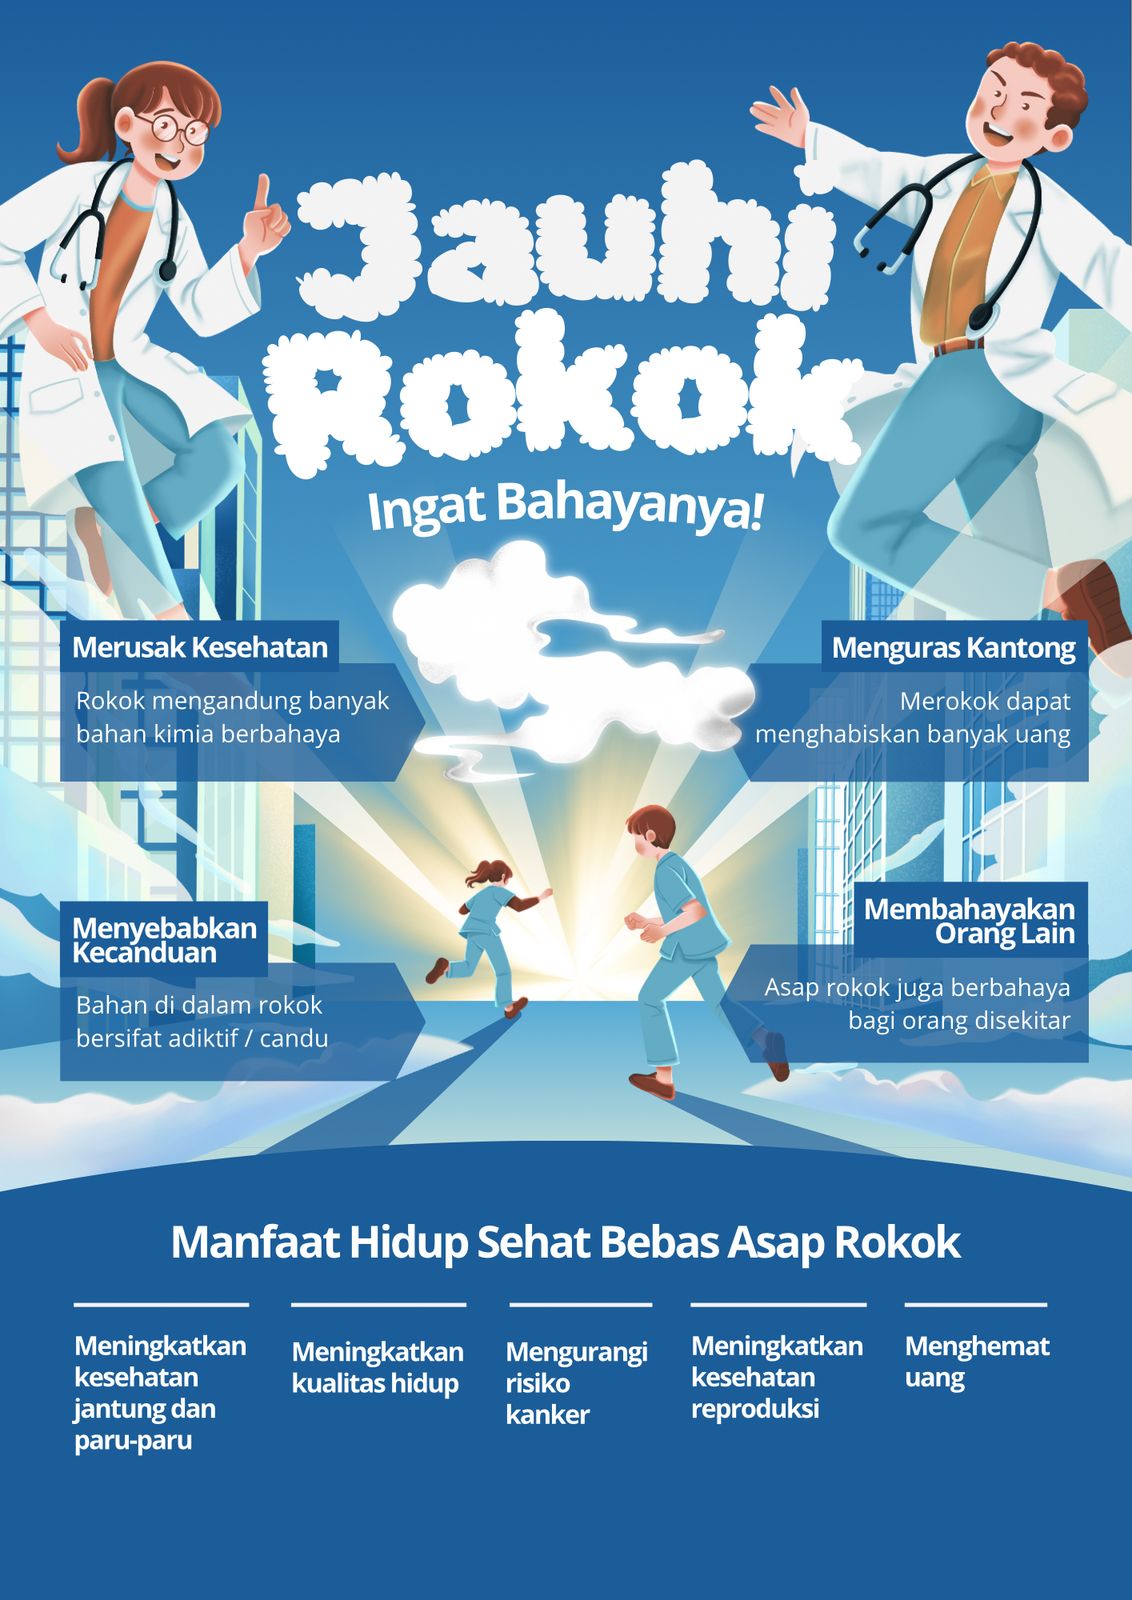 Jauhi
Rokok
Ingat Bahayanya!
Merusak Kesehatan
Rokok mengandung banyak
bahan kimia berbahaya
Menguras Kantong
Merokok dapat
menghabiskan banyak uang
Menyebabkan
Kecanduan
Bahan di dalam rokok
bersifat adiktif / candu
Membahayakan
Orang Lain
Asap rokok juga berbahaya
bagi orang disekitar
Manfaat Hidup Sehat Bebas Asap Rokok
Meningkatkan
kesehatan
jantung dan
paru-paru
Meningkatkan
kualitas hidup
Mengurangi
risiko
kanker
Meningkatkan
kesehatan
reproduksi
Menghemat
uang